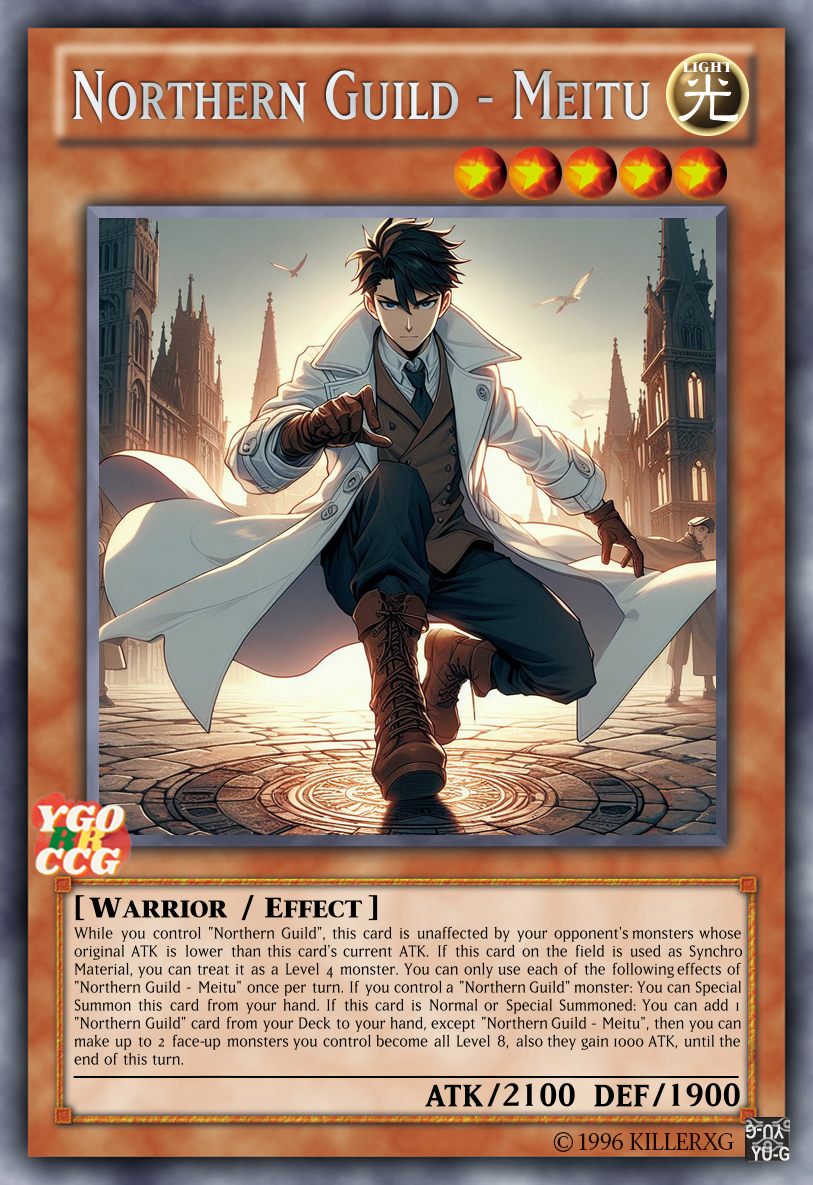 Northern Guild - Meitu
LIGHT
光
YGO
BR
CCG
[ Warrior / Effect ]
While you control "Northern Guild", this card is unaffected by your opponent's monsters whose
original ATK is lower than this card's current ATK. If this card on the field is used as Synchro
Material, you can treat it as a Level 4 monster. You can only use each of the following effects of
"Northern Guild - Meitu" once per turn. If you control a "Northern Guild" monster: You can Special
Summon this card from your hand. If this card is Normal or Special Summoned: You can add 1
"Northern Guild" card from your Deck to your hand, except "Northern Guild - Meitu", then you can
make up to 2 face-up monsters you control become all Level 8, also they gain 1000 ATK, until the
end of this turn.
ATK/2100 DEF/1900
© 1996 KILLERXG
YU-G
YU-G